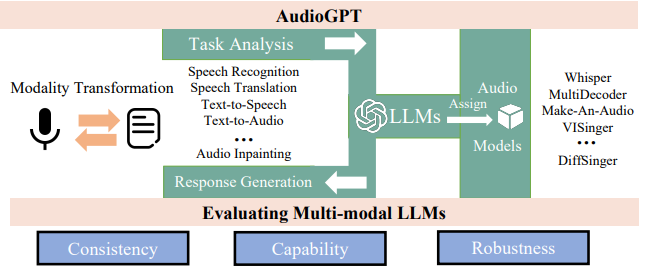 AudioGPT
Task Analysis
Modality Transformation
Speech Recognition
Speech Translation
Text-to-Speech
Text-to-Audio
...
Audio Inpainting
Response Generation
LLMs
Assign
Audio
Models
Whisper
MultiDecoder
Make-An-Audio
VISinger
...
DiffSinger
Evaluating Multi-modal LLMs
Consistency
Capability
Robustness